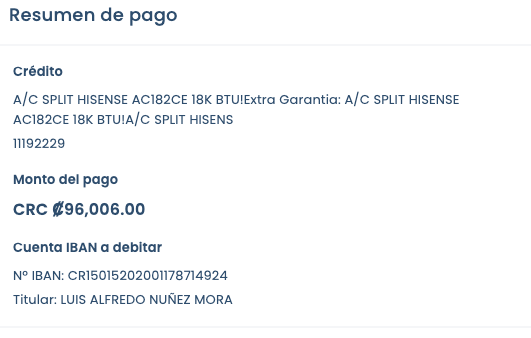 Resumen de pago
Crédito
A/C SPLIT HISENSE AC182CE 18K BTU!Extra Garantia: A/C SPLIT HISENSE
AC182CE 18K BTU!A/C SPLIT HISENS
11192229
Monto del pago
CRC ₡96,006.00
Cuenta IBAN a debitar
Nº IBAN: CR15015202001178714924
Titular: LUIS ALFREDO NUÑEZ MORA